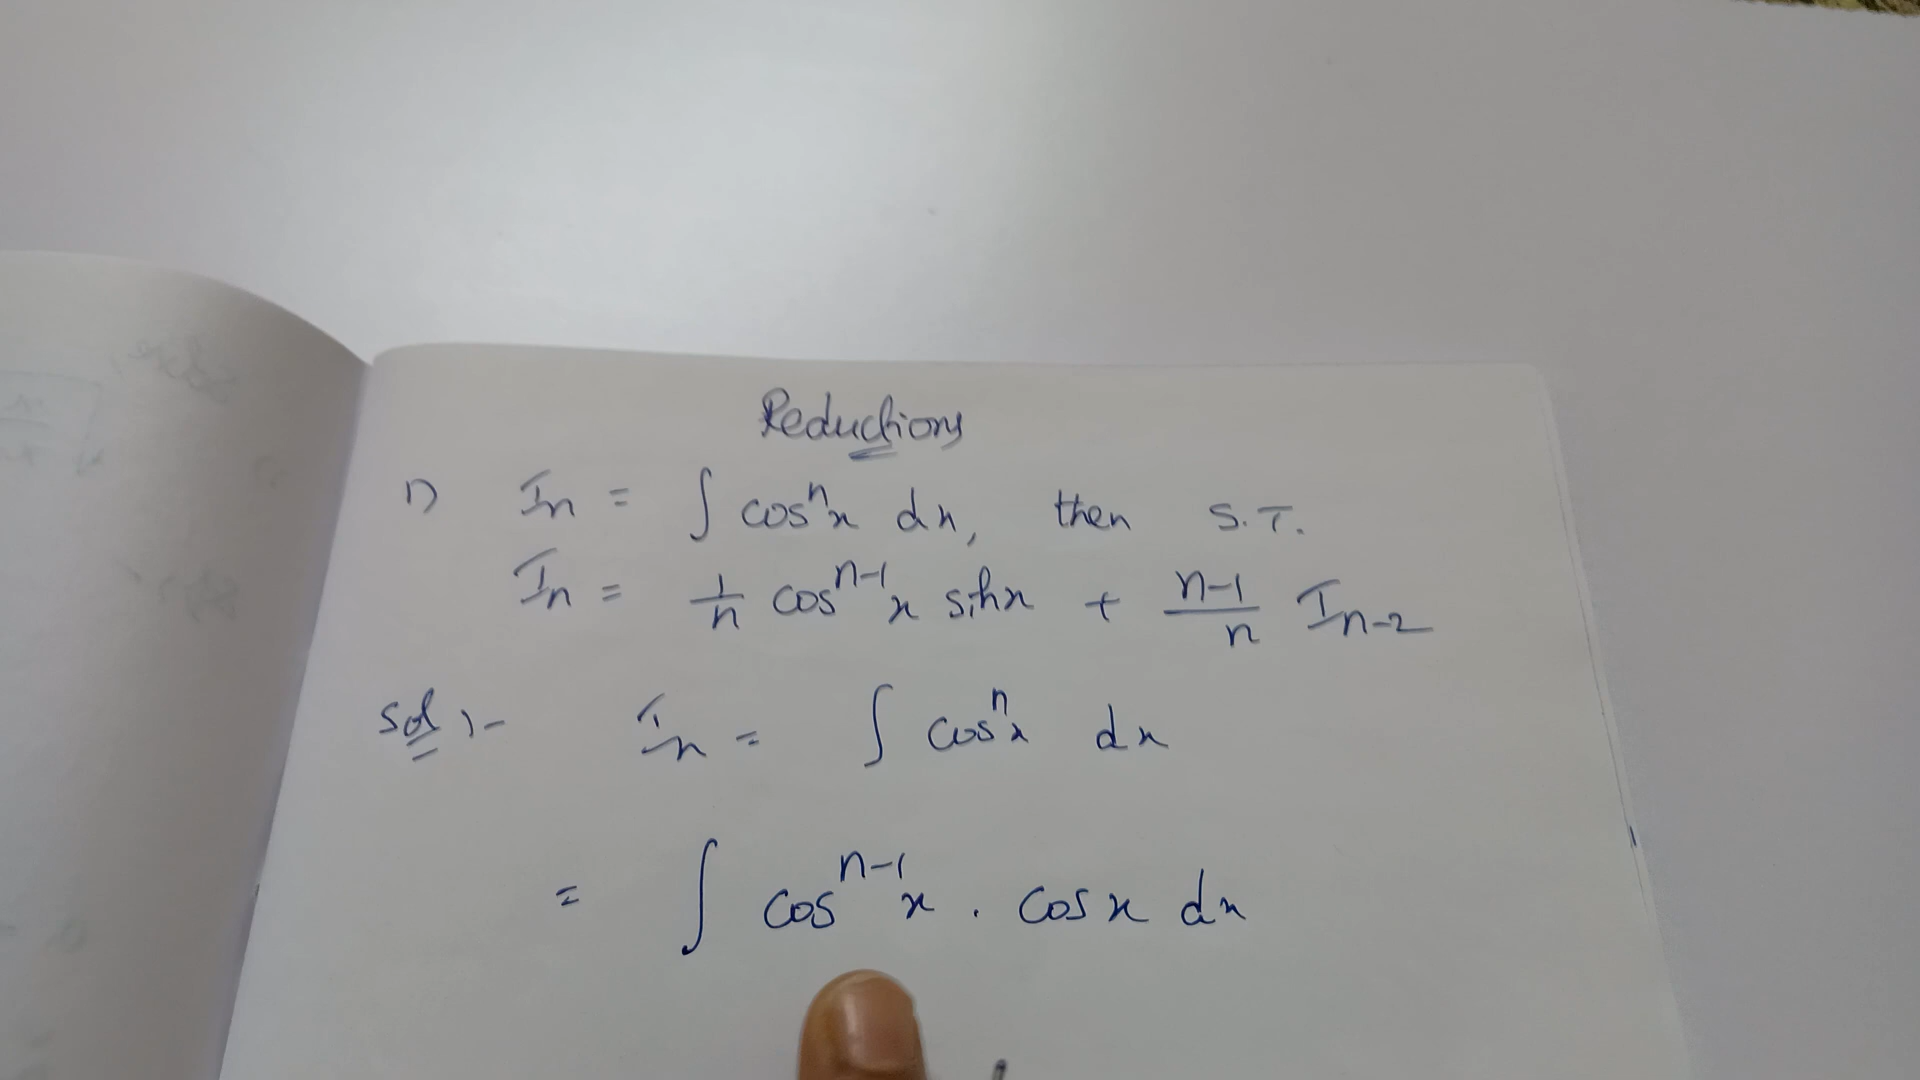 Reductions
1) Iₙ = ∫ cosⁿx dx, then S.T.
Iₙ = 1/n cosⁿ⁻¹x sinx + n-1/n Iₙ₋₂
Sol :- Iₙ = ∫ cosⁿx dx
= ∫ cosⁿ⁻¹x . cosx dx